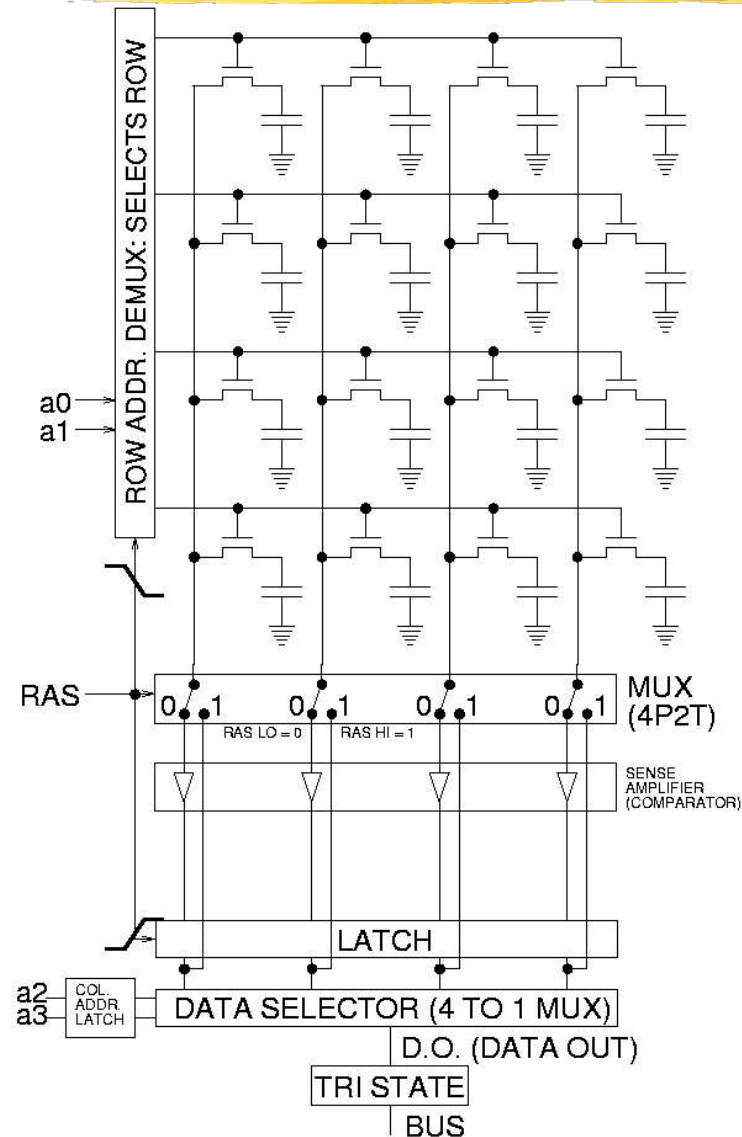 ROW ADDR. DEMUX: SELECTS ROW
a0
a1
RAS
0 1 0 1 0 1 0 1
MUX
(4P2T)
RAS LO = 0 RAS HI = 1
SENSE
AMPLIFIER
(COMPARATOR)
LATCH
a2
a3
COL.
ADDR.
LATCH
DATA SELECTOR (4 TO 1 MUX)
D.O. (DATA OUT)
TRI STATE
BUS